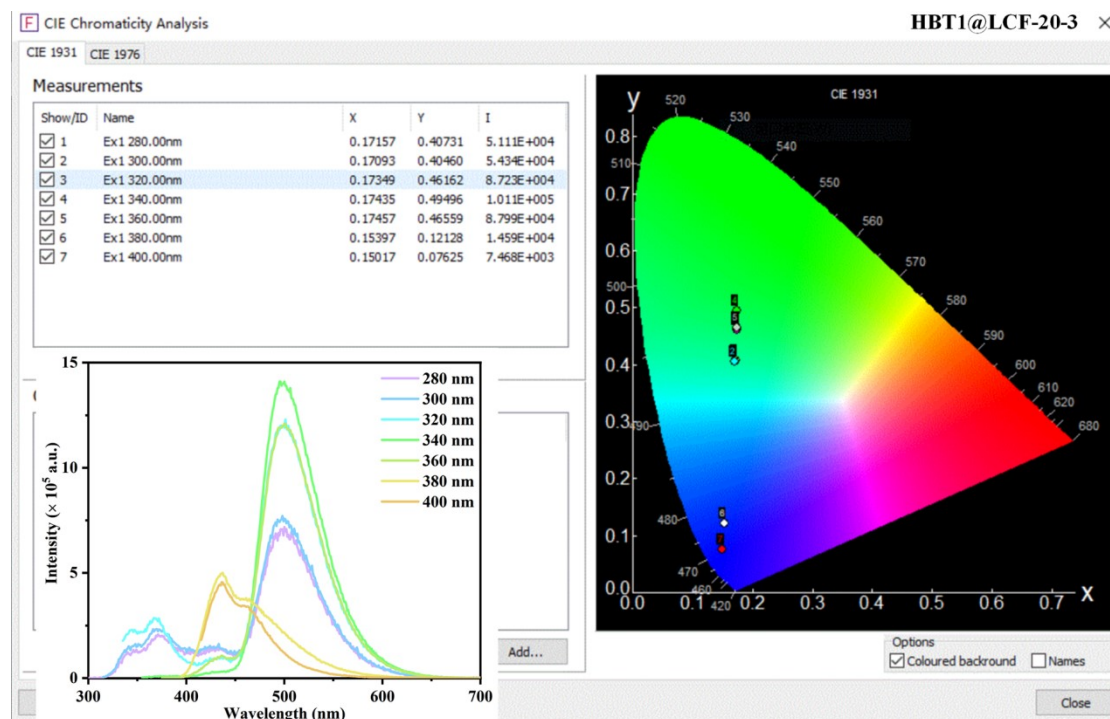 CIE Chromaticity Analysis
HBT1@LCF-20-3
CIE 1931 CIE 1976
Measurements
Show/ID Name X Y I
1 Ex1 280.00nm 0.17157 0.40731 5.111E+004
2 Ex1 300.00nm 0.17093 0.40460 5.434E+004
3 Ex1 320.00nm 0.17349 0.46162 8.723E+004
4 Ex1 340.00nm 0.17435 0.49496 1.011E+005
5 Ex1 360.00nm 0.17457 0.46559 8.799E+004
6 Ex1 380.00nm 0.15397 0.12128 1.459E+004
7 Ex1 400.00nm 0.15017 0.07625 7.468E+003
15
10
5
0
Intensity (× 10⁵ a.u.)
280 nm
300 nm
320 nm
340 nm
360 nm
380 nm
400 nm
300 400 500 600 700
Wavelength (nm)
Add...
CIE 1931
y
0.8
0.7
0.6
0.5
0.4
0.3
0.2
0.1
0.0
0.0 0.1 0.2 0.3 0.4 0.5 0.6 0.7 x
520
530
540
550
560
570
580
590
600
610
620
680
510
500
490
480
470
460
420
4
5
2
6
7
Options
Coloured backround Names
Close